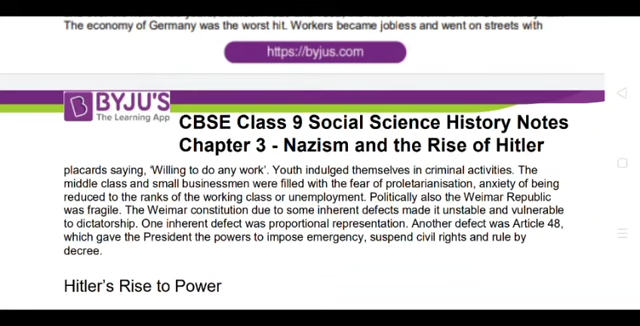 The economy of Germany was the worst hit. Workers became jobless and went on streets with
https://byjus.com
BYJU'S
The Learning App
CBSE Class 9 Social Science History Notes
Chapter 3 - Nazism and the Rise of Hitler
placards saying, 'Willing to do any work'. Youth indulged themselves in criminal activities. The
middle class and small businessmen were filled with the fear of proletarianisation, anxiety of being
reduced to the ranks of the working class or unemployment. Politically also the Weimar Republic
was fragile. The Weimar constitution due to some inherent defects made it unstable and vulnerable
to dictatorship. One inherent defect was proportional representation. Another defect was Article 48,
which gave the President the powers to impose emergency, suspend civil rights and rule by
decree.
Hitler's Rise to Power